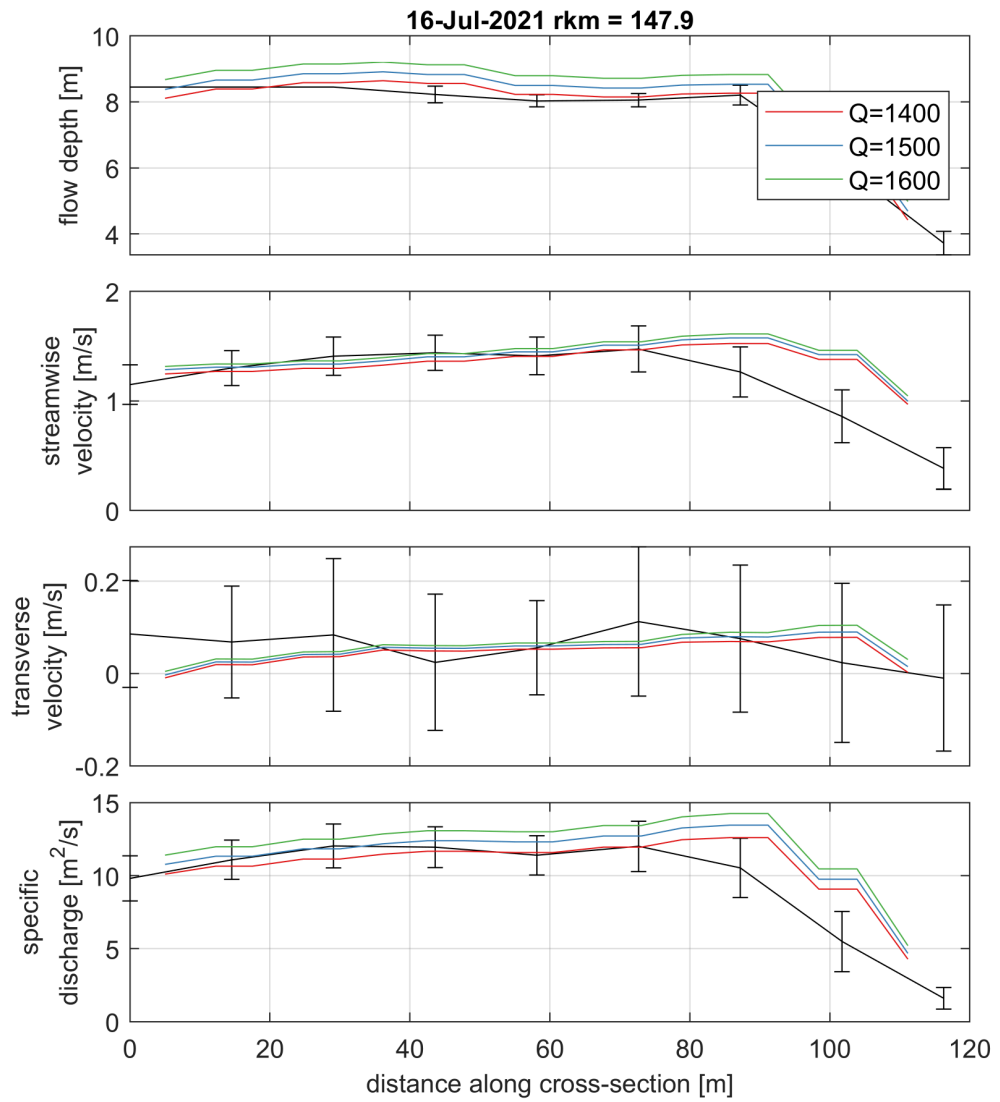 16-Jul-2021 rkm = 147.9
10
8
6
4
flow depth [m]
Q=1400
Q=1500
Q=1600
2
1
0
streamwise
velocity [m/s]
0.2
0
-0.2
transverse
velocity [m/s]
15
10
5
0
specific
discharge [m²/s]
0 20 40 60 80 100 120
distance along cross-section [m]